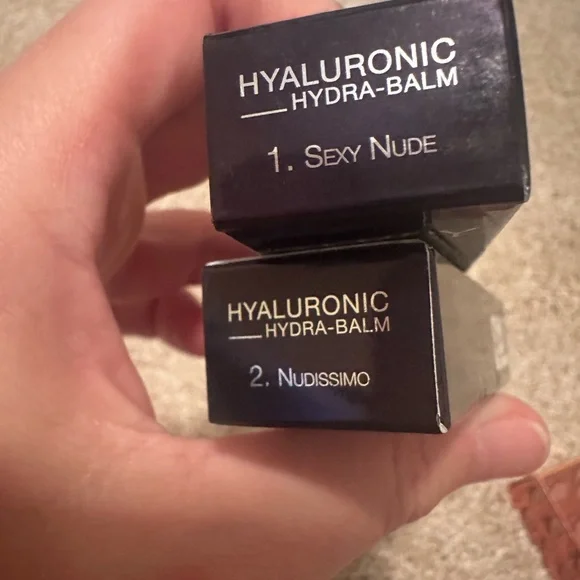 HYALURONIC
HYDRA-BALM
1. SEXY NUDE
HYALURONIC
HYDRA-BALM
2. NUDISSIMO